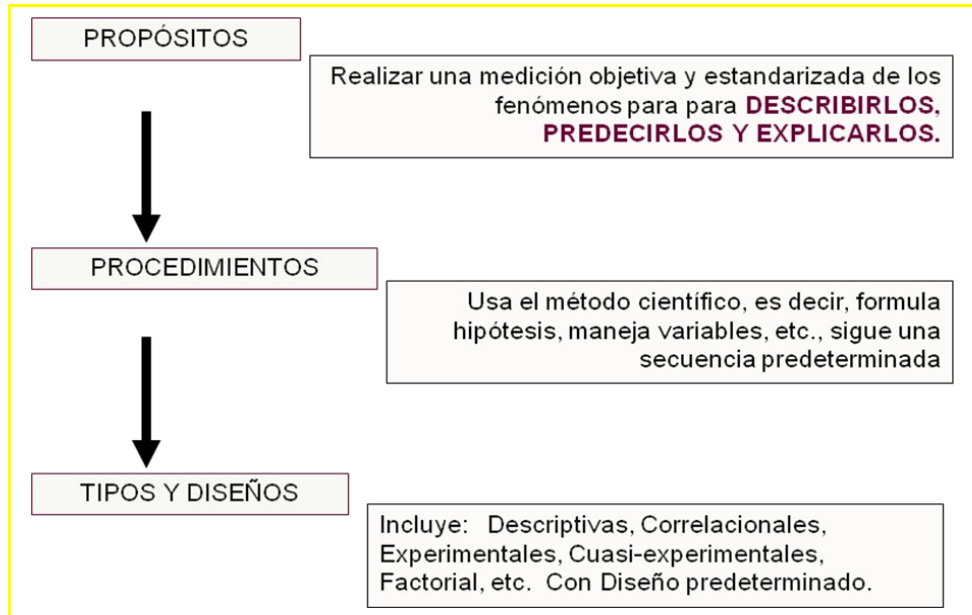 PROPÓSITOS
Realizar una medición objetiva y estandarizada de los
fenómenos para para DESCRIBIRLOS,
PREDECIRLOS Y EXPLICARLOS.
PROCEDIMIENTOS
Usa el método científico, es decir, formula
hipótesis, maneja variables, etc., sigue una
secuencia predeterminada
TIPOS Y DISEÑOS
Incluye: Descriptivas, Correlacionales,
Experimentales, Cuasi-experimentales,
Factorial, etc. Con Diseño predeterminado.